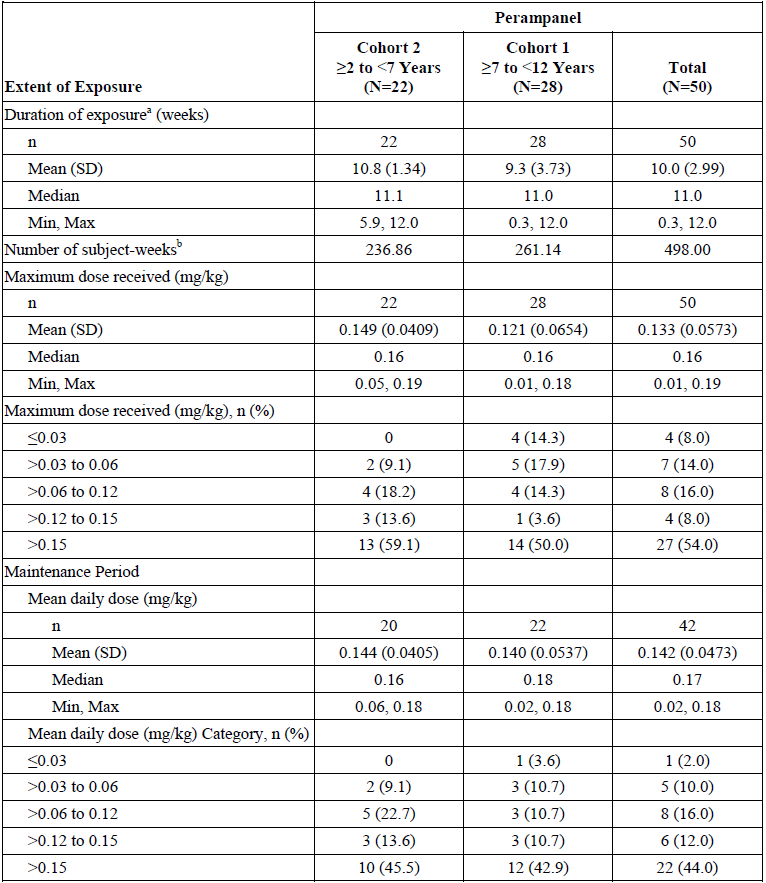 Perampanel
Extent of Exposure Cohort 2 ≥2 to <7 Years (N=22) Cohort 1 ≥7 to <12 Years (N=28) Total (N=50)
Duration of exposureᵃ (weeks)
n 22 28 50
Mean (SD) 10.8 (1.34) 9.3 (3.73) 10.0 (2.99)
Median 11.1 11.0 11.0
Min, Max 5.9, 12.0 0.3, 12.0 0.3, 12.0
Number of subject-weeksᵇ 236.86 261.14 498.00
Maximum dose received (mg/kg)
n 22 28 50
Mean (SD) 0.149 (0.0409) 0.121 (0.0654) 0.133 (0.0573)
Median 0.16 0.16 0.16
Min, Max 0.05, 0.19 0.01, 0.18 0.01, 0.19
Maximum dose received (mg/kg), n (%)
≤0.03 0 4 (14.3) 4 (8.0)
>0.03 to 0.06 2 (9.1) 5 (17.9) 7 (14.0)
>0.06 to 0.12 4 (18.2) 4 (14.3) 8 (16.0)
>0.12 to 0.15 3 (13.6) 1 (3.6) 4 (8.0)
>0.15 13 (59.1) 14 (50.0) 27 (54.0)
Maintenance Period
Mean daily dose (mg/kg)
n 20 22 42
Mean (SD) 0.144 (0.0405) 0.140 (0.0537) 0.142 (0.0473)
Median 0.16 0.18 0.17
Min, Max 0.06, 0.18 0.02, 0.18 0.02, 0.18
Mean daily dose (mg/kg) Category, n (%)
≤0.03 0 1 (3.6) 1 (2.0)
>0.03 to 0.06 2 (9.1) 3 (10.7) 5 (10.0)
>0.06 to 0.12 5 (22.7) 3 (10.7) 8 (16.0)
>0.12 to 0.15 3 (13.6) 3 (10.7) 6 (12.0)
>0.15 10 (45.5) 12 (42.9) 22 (44.0)